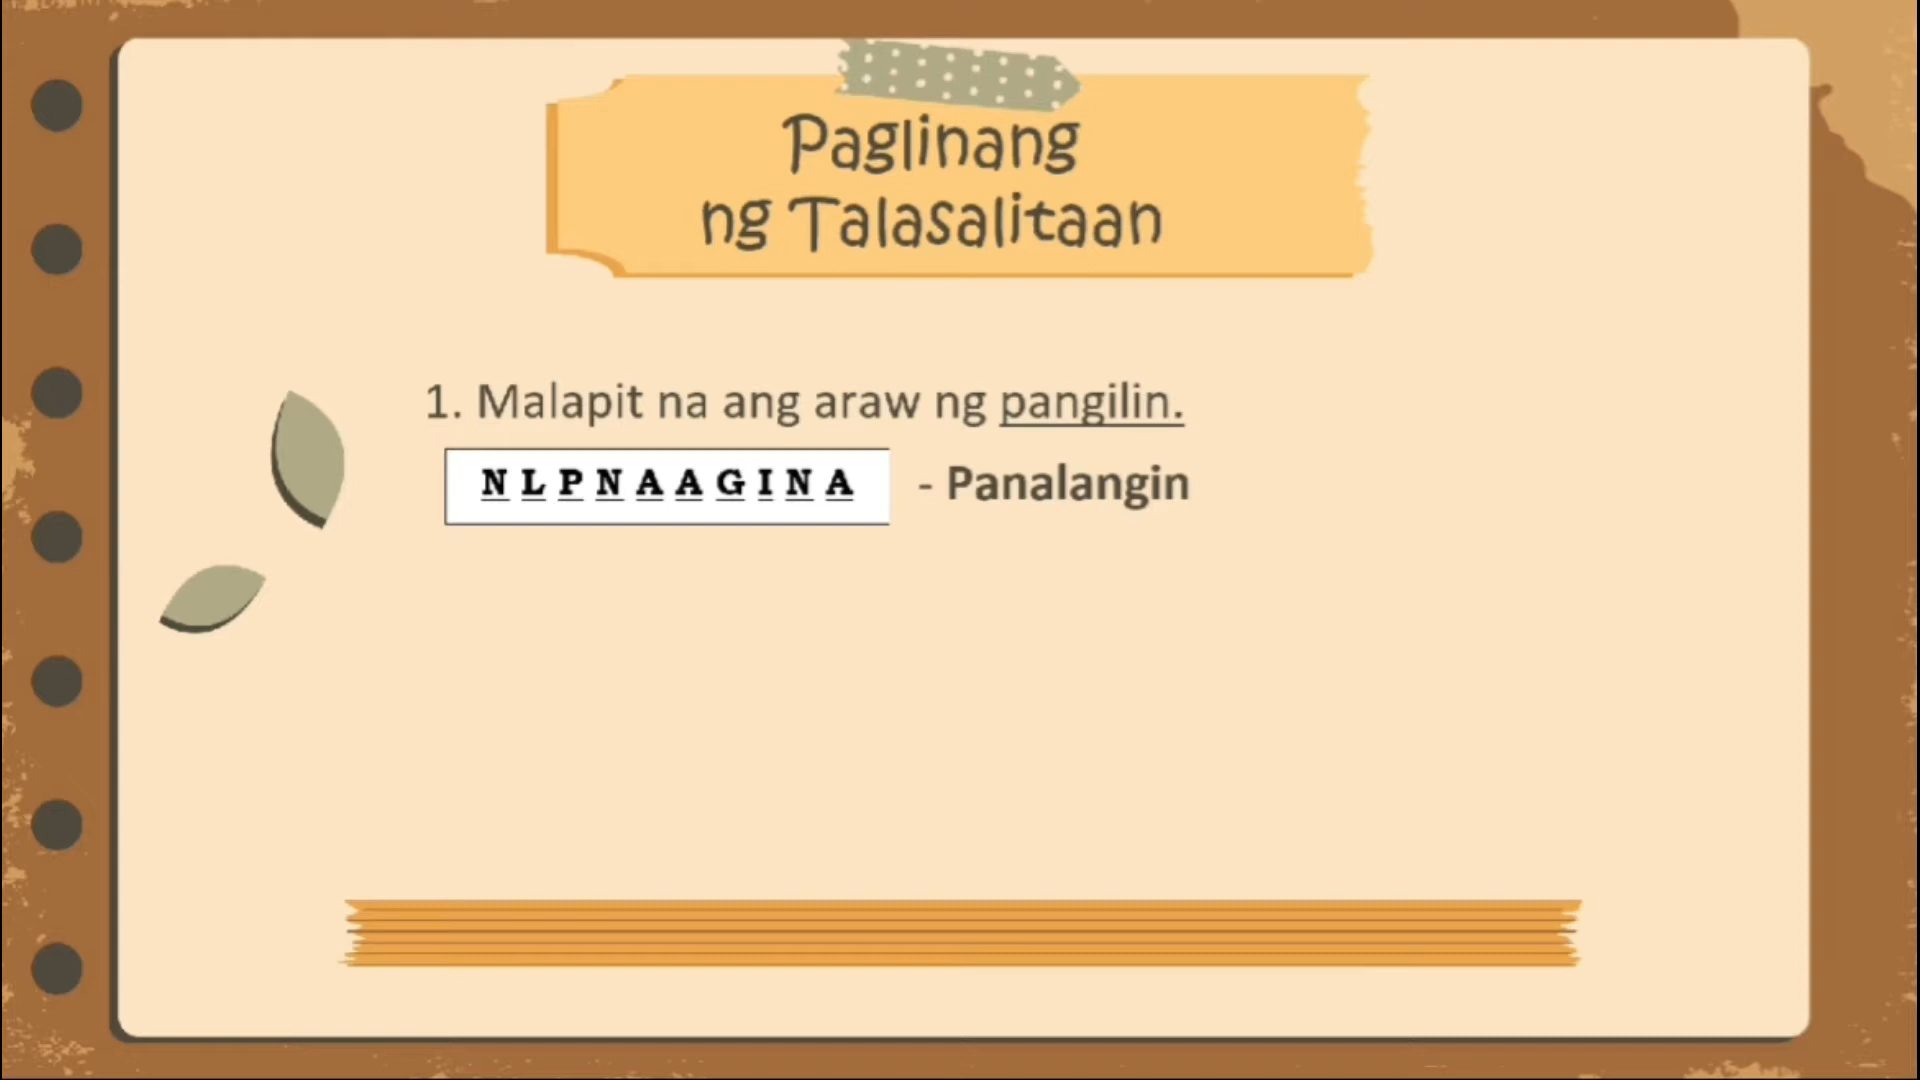 Paglinang
ng Talasalitaan
1. Malapit na ang araw ng pangilin.
N L P N A A G I N A - Panalangin